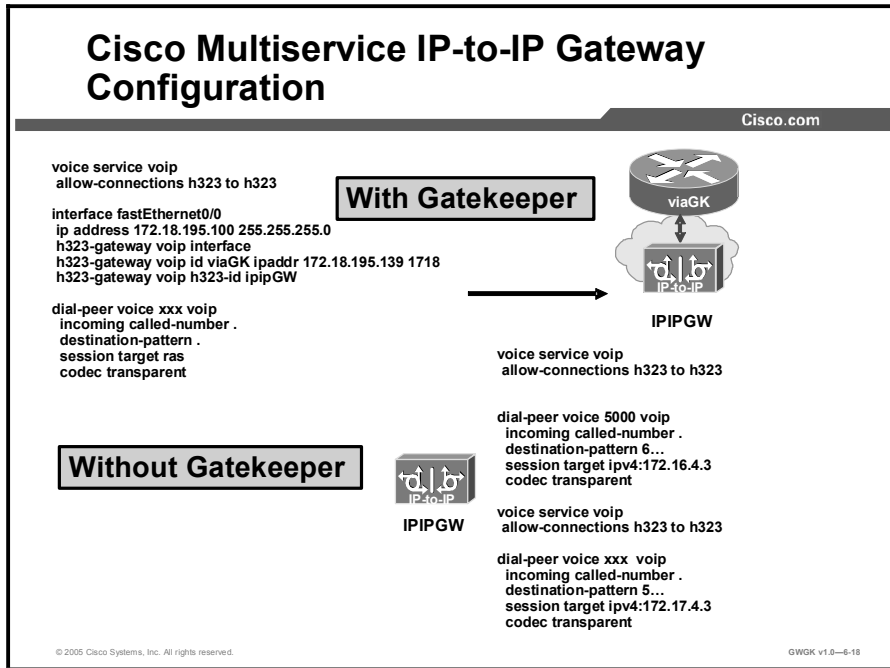 Cisco Multiservice IP-to-IP Gateway
Configuration
Cisco.com
voice service voip
allow-connections h323 to h323
interface fastEthernet0/0
ip address 172.18.195.100 255.255.255.0
h323-gateway voip interface
h323-gateway voip id viaGK ipaddr 172.18.195.139 1718
h323-gateway voip h323-id ipipGW
dial-peer voice xxx voip
incoming called-number .
destination-pattern .
session target ras
codec transparent
With Gatekeeper
viaGK
IP-to-IP
IPIPGW
voice service voip
allow-connections h323 to h323
dial-peer voice 5000 voip
incoming called-number .
destination-pattern 6…
session target ipv4:172.16.4.3
codec transparent
Without Gatekeeper
IP-to-IP
IPIPGW
voice service voip
allow-connections h323 to h323
dial-peer voice xxx  voip
incoming called-number .
destination-pattern 5…
session target ipv4:172.17.4.3
codec transparent
© 2005 Cisco Systems, Inc. All rights reserved.
GWGK v1.0—6-18